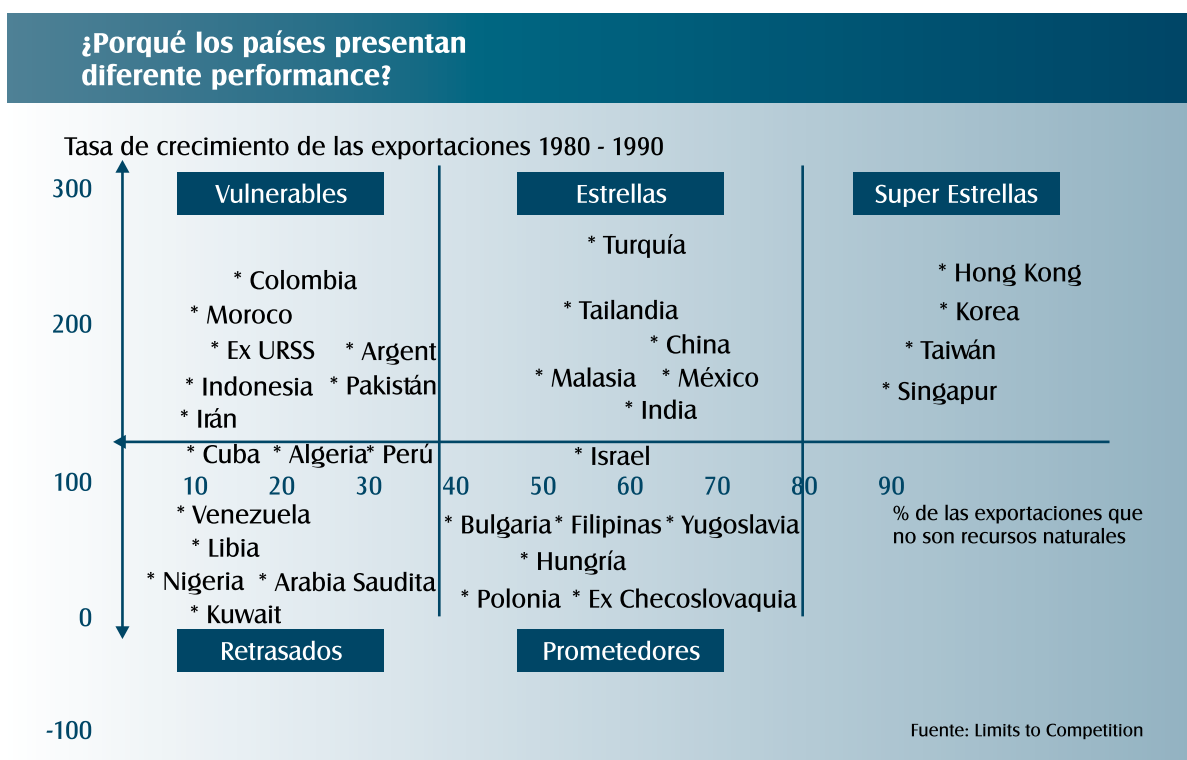 ¿Porqué los países presentan
diferente performance?
Tasa de crecimiento de las exportaciones 1980 - 1990
300
Vulnerables
Estrellas
Super Estrellas
* Turquía
* Colombia
* Hong Kong
* Moroco
* Tailandia
* Korea
200
* Ex URSS
* Argent
* China
* Taiwán
* Indonesia
* Pakistán
* Malasia
* México
* Singapur
* Irán
* India
* Cuba
* Algeria
* Perú
* Israel
100
10
20
30
40
50
60
70
80
90
* Venezuela
* Bulgaria
* Filipinas
* Yugoslavia
% de las exportaciones que
no son recursos naturales
* Libia
* Hungría
* Nigeria
* Arabia Saudita
* Polonia
* Ex Checoslovaquia
0
* Kuwait
Retrasados
Prometedores
-100
Fuente: Limits to Competition